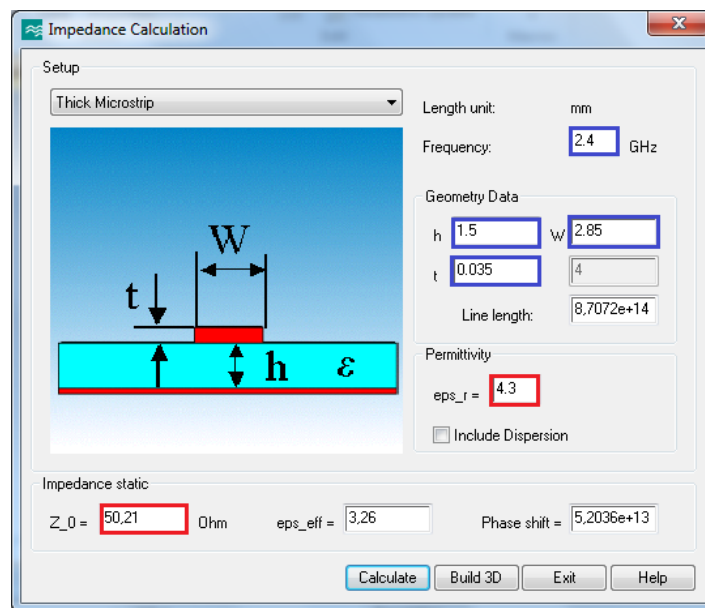 Impedance Calculation
Setup
Thick Microstrip
Length unit: mm
Frequency: 2.4 GHz
Geometry Data
h 1.5 W 2.85
t 0.035 4
Line length: 8,7072e+14
Permittivity
eps_r = 4.3
Include Dispersion
W
t
h ε
Impedance static
Z_0 = 50,21 Ohm eps_eff = 3,26 Phase shift = 5,2036e+13
Calculate Build 3D Exit Help